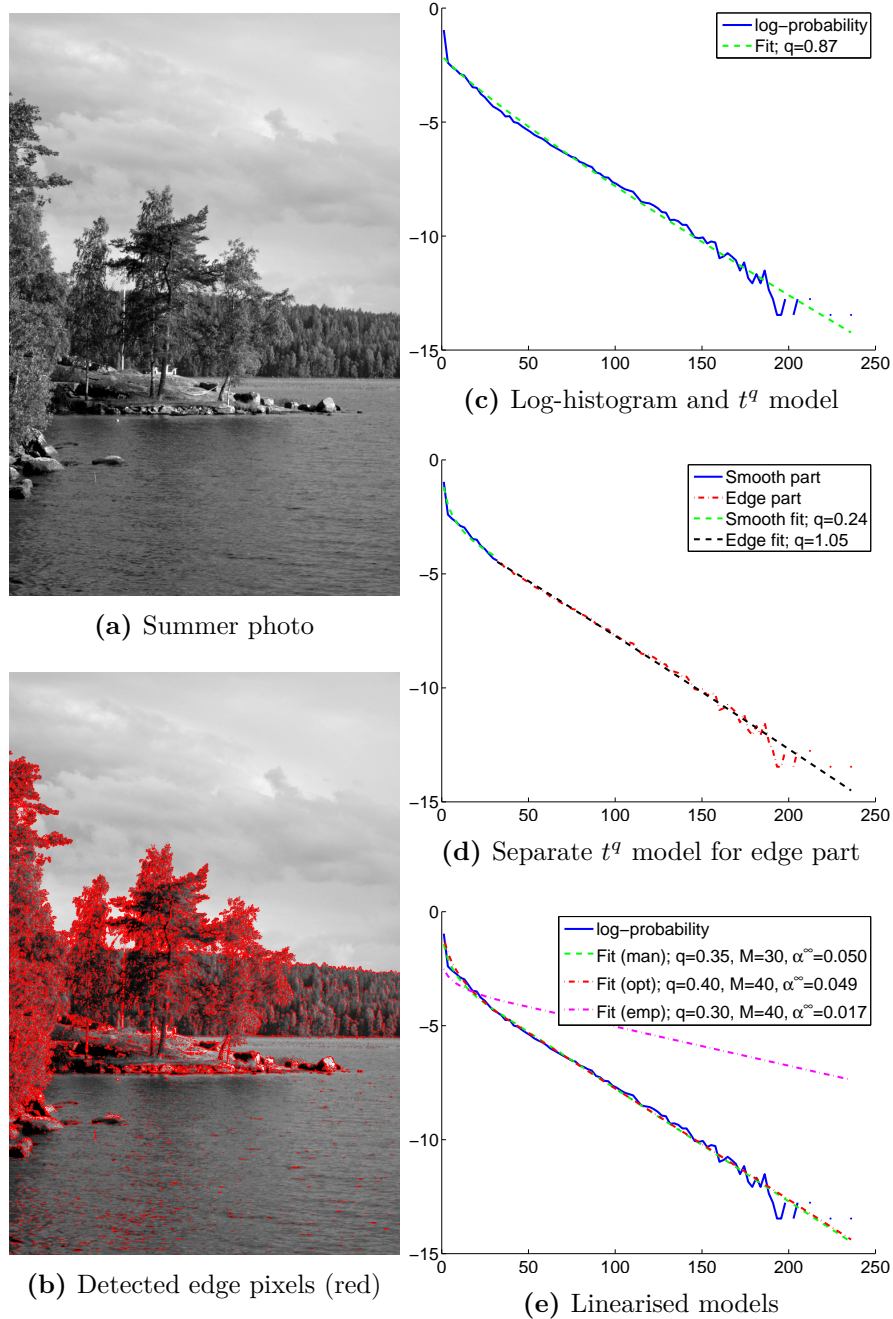 (a) Summer photo
(b) Detected edge pixels (red)
0
−5
−10
−15
0 50 100 150 200 250
log−probability
Fit; q=0.87
(c) Log-histogram and t^q model
0
−5
−10
−15
0 50 100 150 200 250
Smooth part
Edge part
Smooth fit; q=0.24
Edge fit; q=1.05
(d) Separate t^q model for edge part
0
−5
−10
−15
0 50 100 150 200 250
log−probability
Fit (man); q=0.35, M=30, α^∞=0.050
Fit (opt); q=0.40, M=40, α^∞=0.049
Fit (emp); q=0.30, M=40, α^∞=0.017
(e) Linearised models